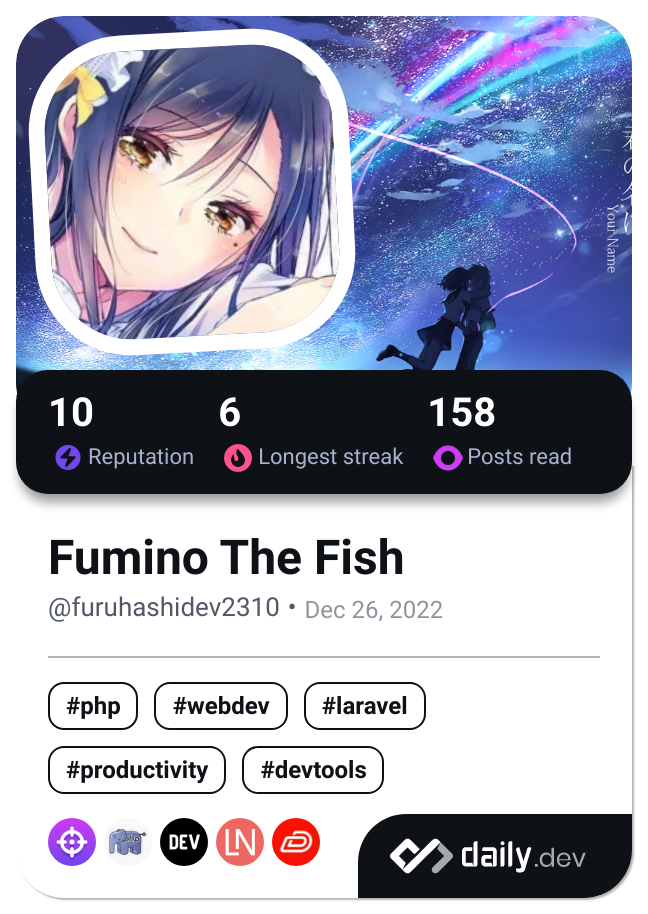 Your Name
10
6
158
Reputation
Longest streak
Posts read
Fumino The Fish
@furuhashidev2310 • Dec 26, 2022
#php
#webdev
#laravel
#productivity
#devtools
php
DEV
LN
daily.dev